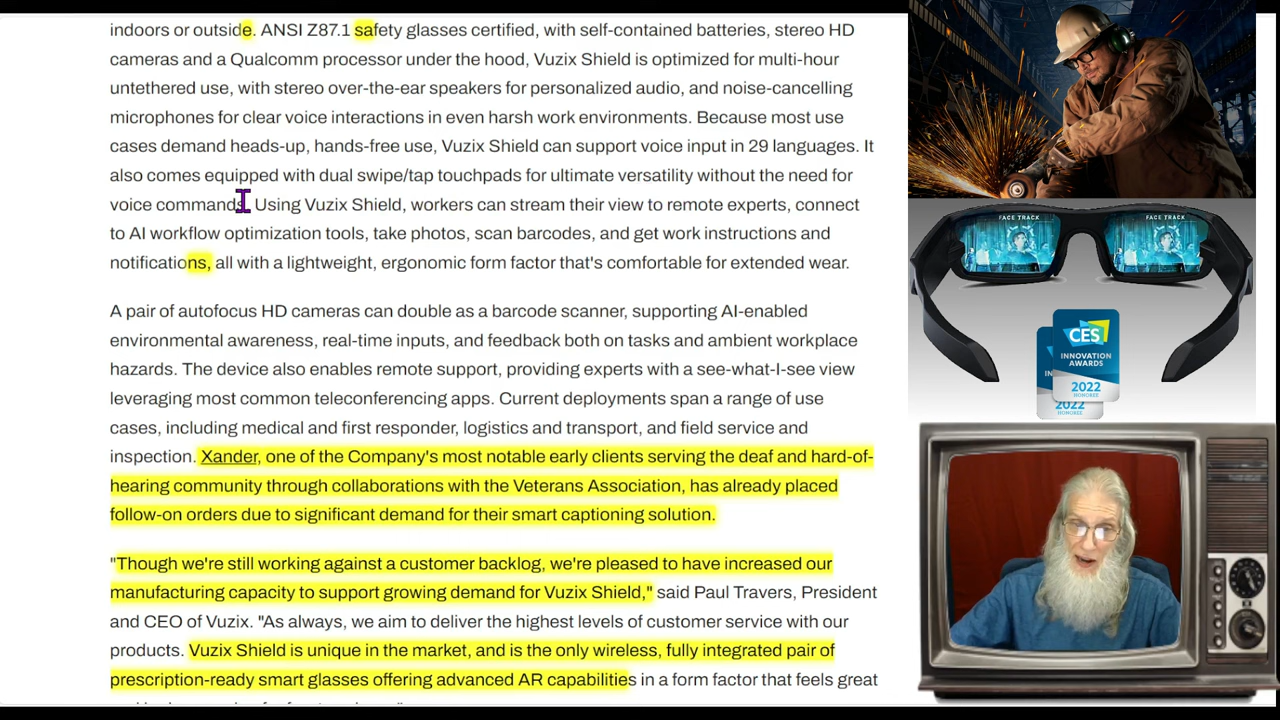 indoors or outside. ANSI Z87.1 safety glasses certified, with self-contained batteries, stereo HD
cameras and a Qualcomm processor under the hood, Vuzix Shield is optimized for multi-hour
untethered use, with stereo over-the-ear speakers for personalized audio, and noise-cancelling
microphones for clear voice interactions in even harsh work environments. Because most use
cases demand heads-up, hands-free use, Vuzix Shield can support voice input in 29 languages. It
also comes equipped with dual swipe/tap touchpads for ultimate versatility without the need for
voice commands. Using Vuzix Shield, workers can stream their view to remote experts, connect
to AI workflow optimization tools, take photos, scan barcodes, and get work instructions and
notifications, all with a lightweight, ergonomic form factor that's comfortable for extended wear.
A pair of autofocus HD cameras can double as a barcode scanner, supporting AI-enabled
environmental awareness, real-time inputs, and feedback both on tasks and ambient workplace
hazards. The device also enables remote support, providing experts with a see-what-I-see view
leveraging most common teleconferencing apps. Current deployments span a range of use
cases, including medical and first responder, logistics and transport, and field service and
inspection. Xander, one of the Company's most notable early clients serving the deaf and hard-of-
hearing community through collaborations with the Veterans Association, has already placed
follow-on orders due to significant demand for their smart captioning solution.
"Though we're still working against a customer backlog, we're pleased to have increased our
manufacturing capacity to support growing demand for Vuzix Shield," said Paul Travers, President
and CEO of Vuzix. "As always, we aim to deliver the highest levels of customer service with our
products. Vuzix Shield is unique in the market, and is the only wireless, fully integrated pair of
prescription-ready smart glasses offering advanced AR capabilities in a form factor that feels great
FACE TRACK
FACE TRACK
CES
INNOVATION
AWARDS
2022
HONOREE
IN
2022
HONOREE